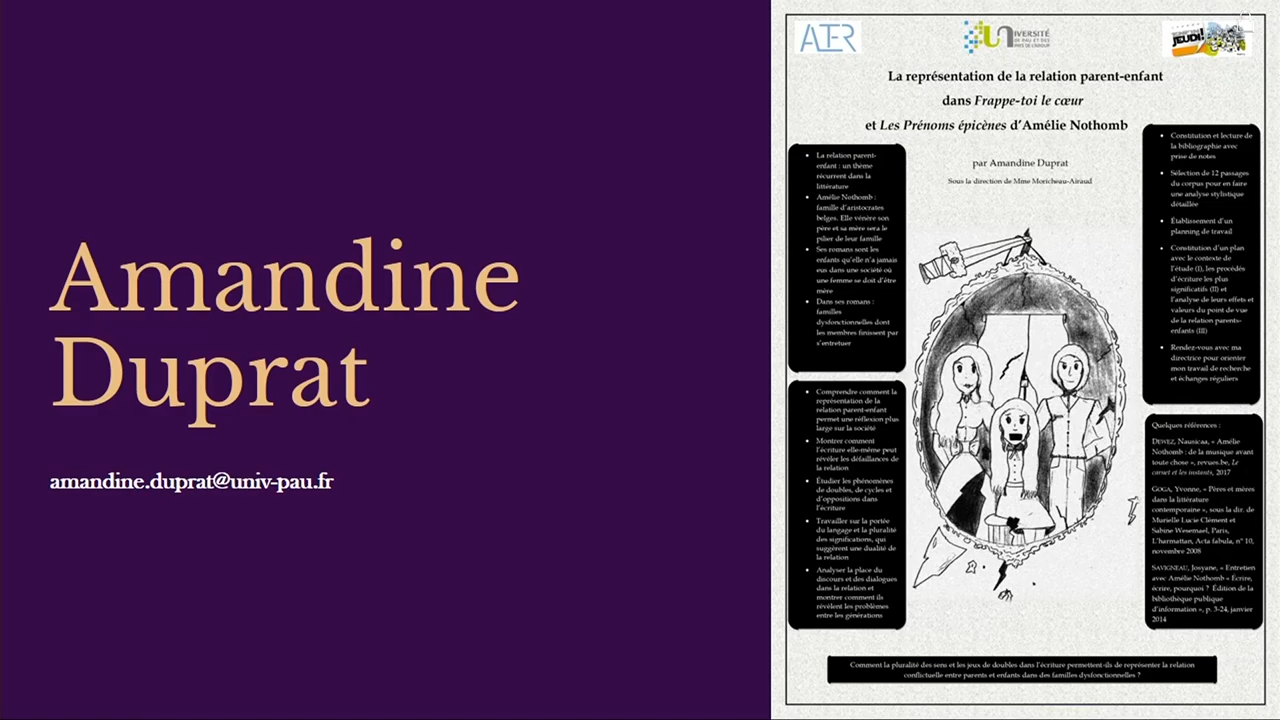 Amandine
Duprat
amandine.duprat@univ-pau.fr
ALTER
UNIVERSITÉ
DE PAU ET DES
PAYS DE L'ADOUR
JEUDI!
La représentation de la relation parent-enfant
dans Frappe-toi le cœur
et Les Prénoms épicènes d'Amélie Nothomb
par Amandine Duprat
Sous la direction de Mme Moricheau-Airaud
• La relation parent-
enfant : un thème
récurrent dans la
littérature
• Amélie Nothomb :
famille d'aristocrates
belges. Elle vénère son
père et sa mère sera le
pilier de leur famille
• Ses romans sont les
enfants qu'elle n'a jamais
eus dans une société où
une femme se doit d'être
mère
• Dans ses romans :
familles
dysfonctionnelles dont
les membres finissent par
s'entretuer
• Comprendre comment la
représentation de la
relation parent-enfant
permet une réflexion plus
large sur la société
• Montrer comment
l'écriture elle-même peut
révéler les défaillances de
la relation
• Étudier les phénomènes
de doubles, de cycles et
d'oppositions dans
l'écriture
• Travailler sur la portée
du langage et la pluralité
des significations, qui
suggèrent une dualité de
la relation
• Analyser la place du
discours et des dialogues
dans la relation et
montrer comment ils
révèlent les problèmes
entre les générations
• Constitution et lecture de
la bibliographie avec
prise de notes
• Sélection de 12 passages
du corpus pour en faire
une analyse stylistique
détaillée
• Établissement d'un
planning de travail
• Constitution d'un plan
avec le contexte de
l'étude (I), les procédés
d'écriture les plus
significatifs (II) et
l'analyse de leurs effets et
valeurs du point de vue
de la relation parents-
enfants (III)
• Rendez-vous avec ma
directrice pour orienter
mon travail de recherche
et échanges réguliers
Quelques références :
DEWEZ, Nausicaa, « Amélie
Nothomb : de la musique avant
toute chose », revues.be, Le
carnet et les instants, 2017
GOGA, Yvonne, « Pères et mères
dans la littérature
contemporaine », sous la dir. de
Murielle Lucie Clément et
Sabine Wesemael, Paris,
L'harmattan, Acta fabula, n° 10,
novembre 2008
SAVIGNEAU, Josyane, « Entretien
avec Amélie Nothomb « Écrire,
écrire, pourquoi ? Édition de la
bibliothèque publique
d'information », p. 3-24, janvier
2014
Comment la pluralité des sens et les jeux de doubles dans l'écriture permettent-ils de représenter la relation
conflictuelle entre parents et enfants dans des familles dysfonctionnelles ?